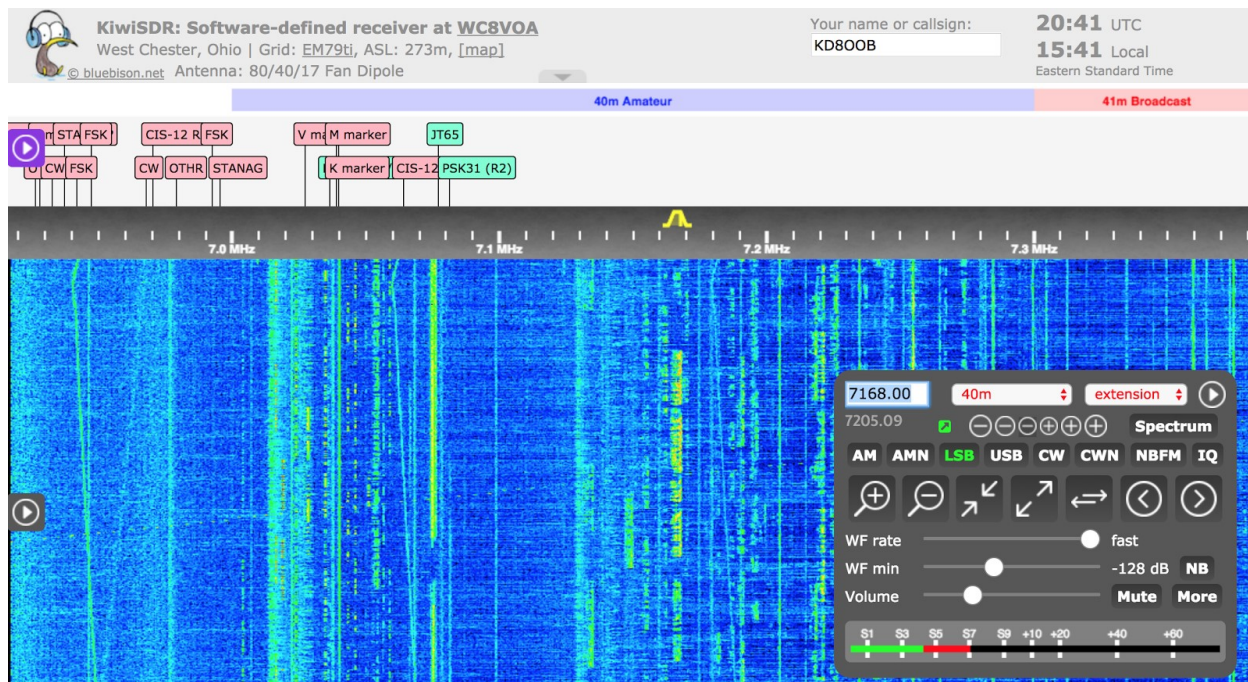 KiwiSDR: Software-defined receiver at WC8VOA
West Chester, Ohio | Grid: EM79ti, ASL: 273m, [map]
© bluebison.net Antenna: 80/40/17 Fan Dipole
Your name or callsign:
KD8OOB
20:41 UTC
15:41 Local
Eastern Standard Time
40m Amateur 41m Broadcast
STA FSK CIS-12 R FSK V ma M marker JT65
CW FSK CW OTHR STANAG K marker CIS-12 PSK31 (R2)
7.0 MHz 7.1 MHz 7.2 MHz 7.3 MHz
7168.00 40m extension
7205.09 Spectrum
AM AMN LSB USB CW CWN NBFM IQ
WF rate fast
WF min -128 dB NB
Volume Mute More
S1 S3 S5 S7 S9 +10 +20 +40 +60